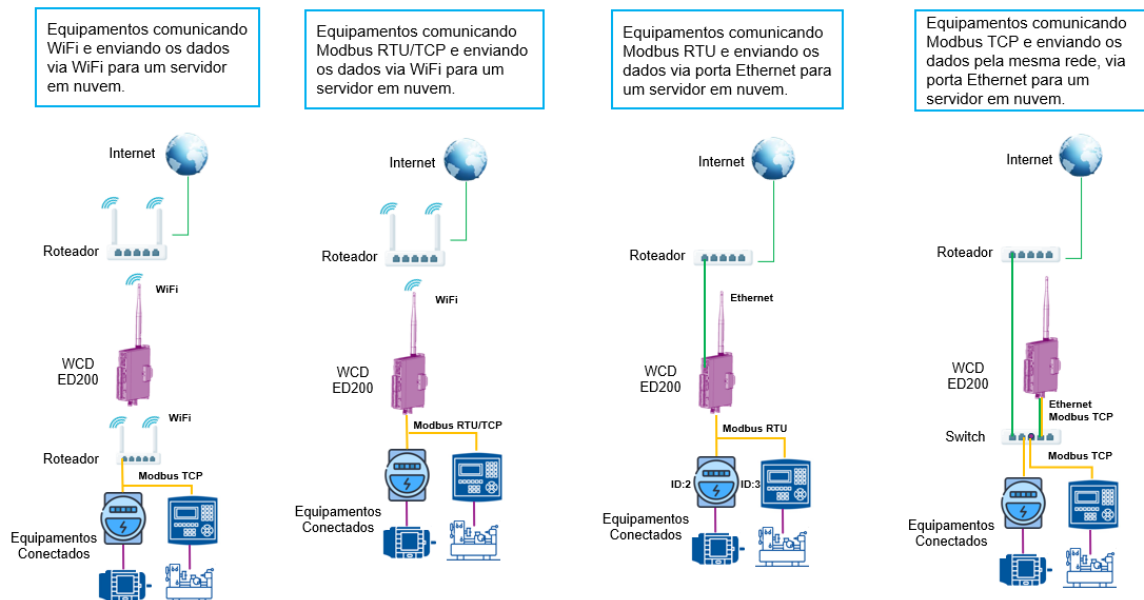 Equipamentos comunicando
WiFi e enviando os dados
via WiFi para um servidor
em nuvem.
Internet
Roteador
WiFi
WCD
ED200
WiFi
Roteador
Modbus TCP
Equipamentos
Conectados
Equipamentos comunicando
Modbus RTU/TCP e enviando
os dados via WiFi para um
servidor em nuvem.
Internet
Roteador
WiFi
WCD
ED200
Modbus RTU/TCP
Equipamentos
Conectados
Equipamentos comunicando
Modbus RTU e enviando os
dados via porta Ethernet para
um servidor em nuvem.
Internet
Roteador
Ethernet
WCD
ED200
Modbus RTU
ID:2
ID:3
Equipamentos
Conectados
Equipamentos comunicando
Modbus TCP e enviando os
dados pela mesma rede, via
porta Ethernet para um
servidor em nuvem.
Internet
Roteador
WCD
ED200
Ethernet
Modbus TCP
Switch
Modbus TCP
Equipamentos
Conectados